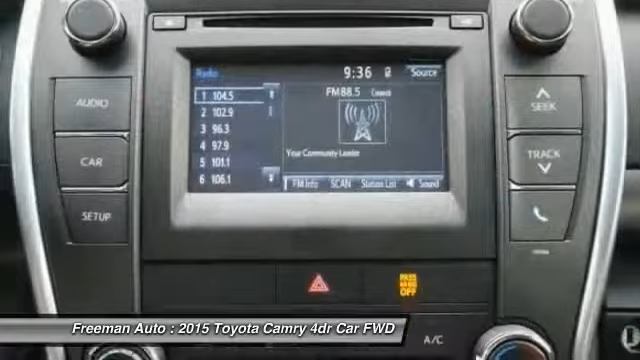 Radio 9:36 Source
1 104.5
FM 88.5
2 102.9
3 96.3
4 97.9
5 101.1
6 106.1
Your Community Leader
FM Info SCAN Station List Sound
AUDIO
CAR
SETUP
SEEK
TRACK
PASS
OFF
A/C
Freeman Auto : 2015 Toyota Camry 4dr Car FWD